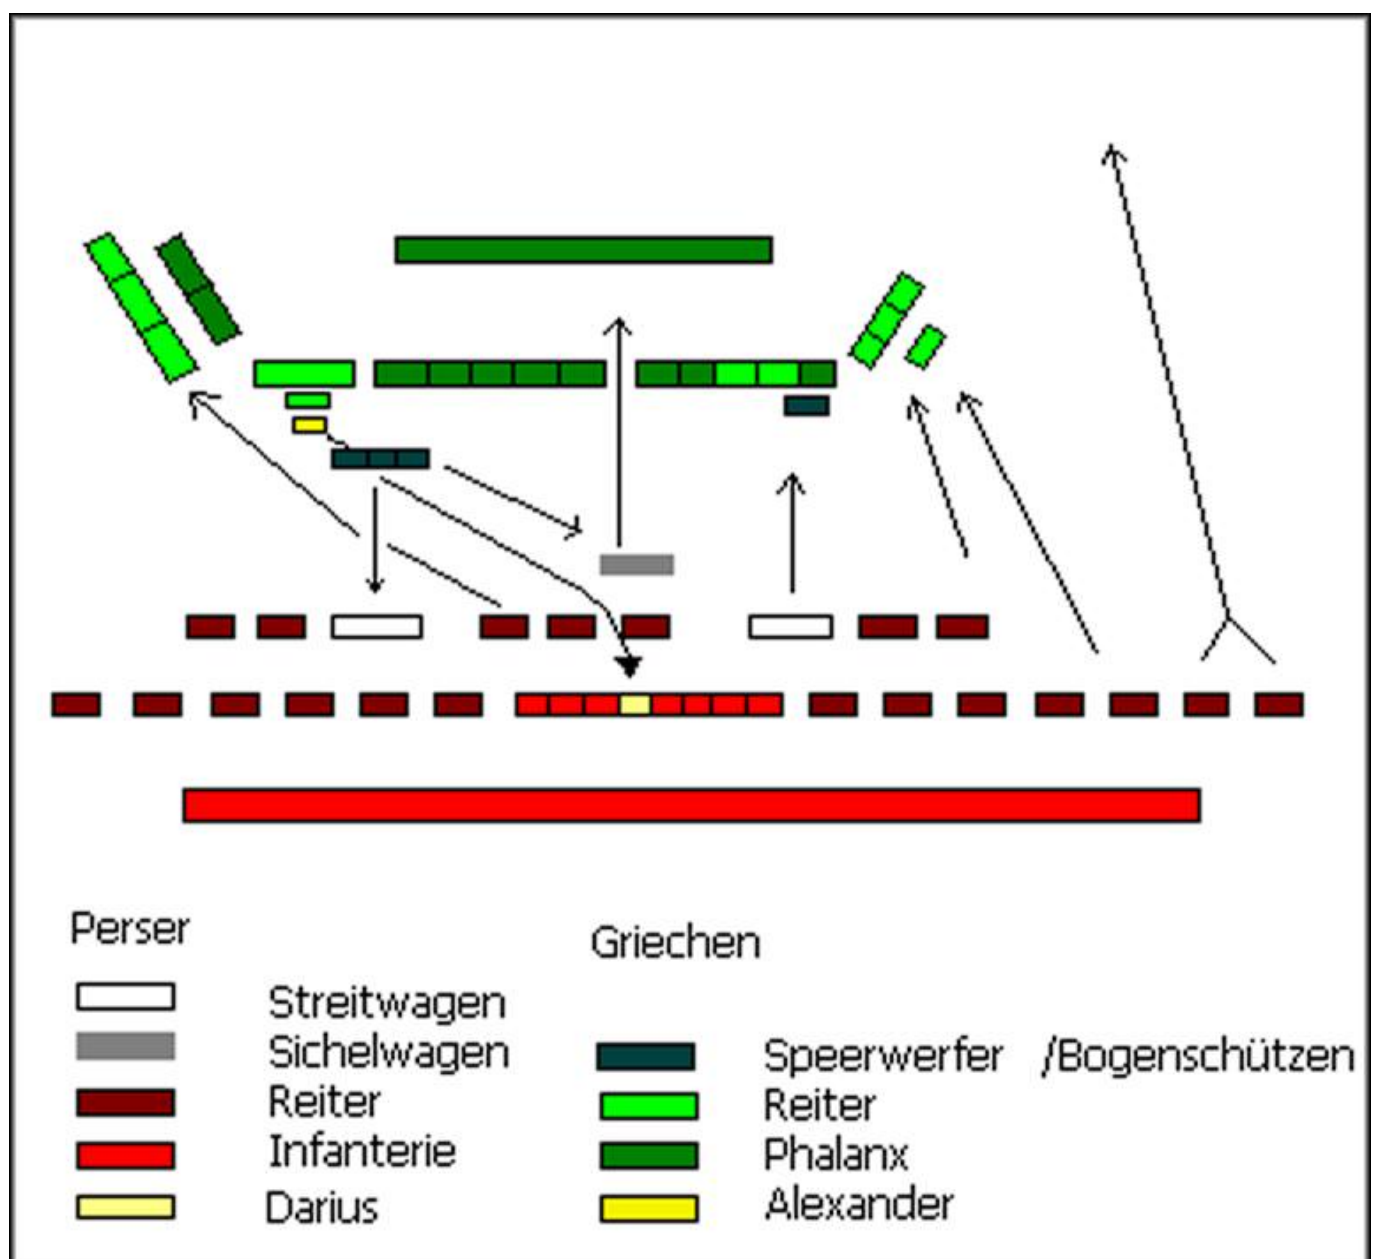 Perser
Streitwagen
Sichelwagen
Reiter
Infanterie
Darius
Griechen
Speerwerfer /Bogenschützen
Reiter
Phalanx
Alexander